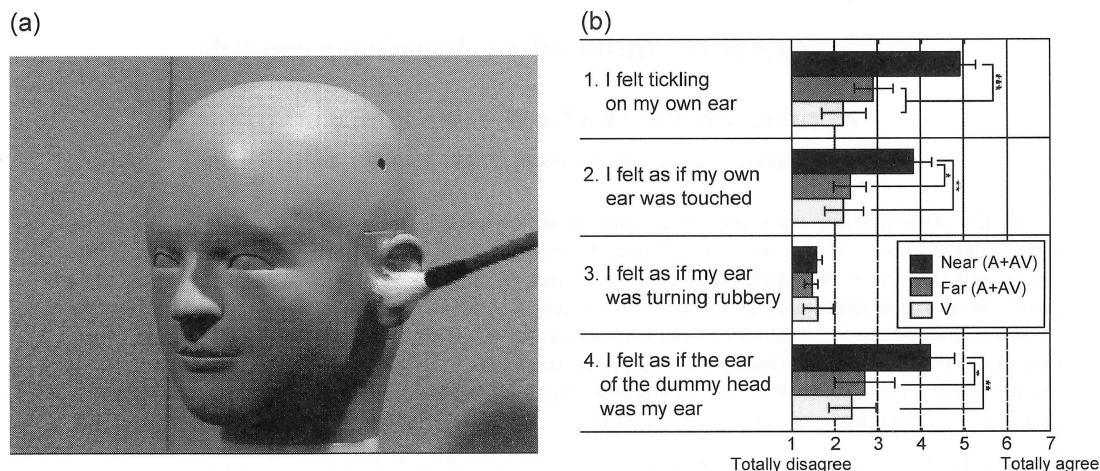 (a)
(b)
1. I felt tickling
on my own ear
***
2. I felt as if my own
ear was touched
*
**
3. I felt as if my ear
was turning rubbery
Near (A+AV)
Far (A+AV)
V
4. I felt as if the ear
of the dummy head
was my ear
*
**
1 2 3 4 5 6 7
Totally disagree Totally agree